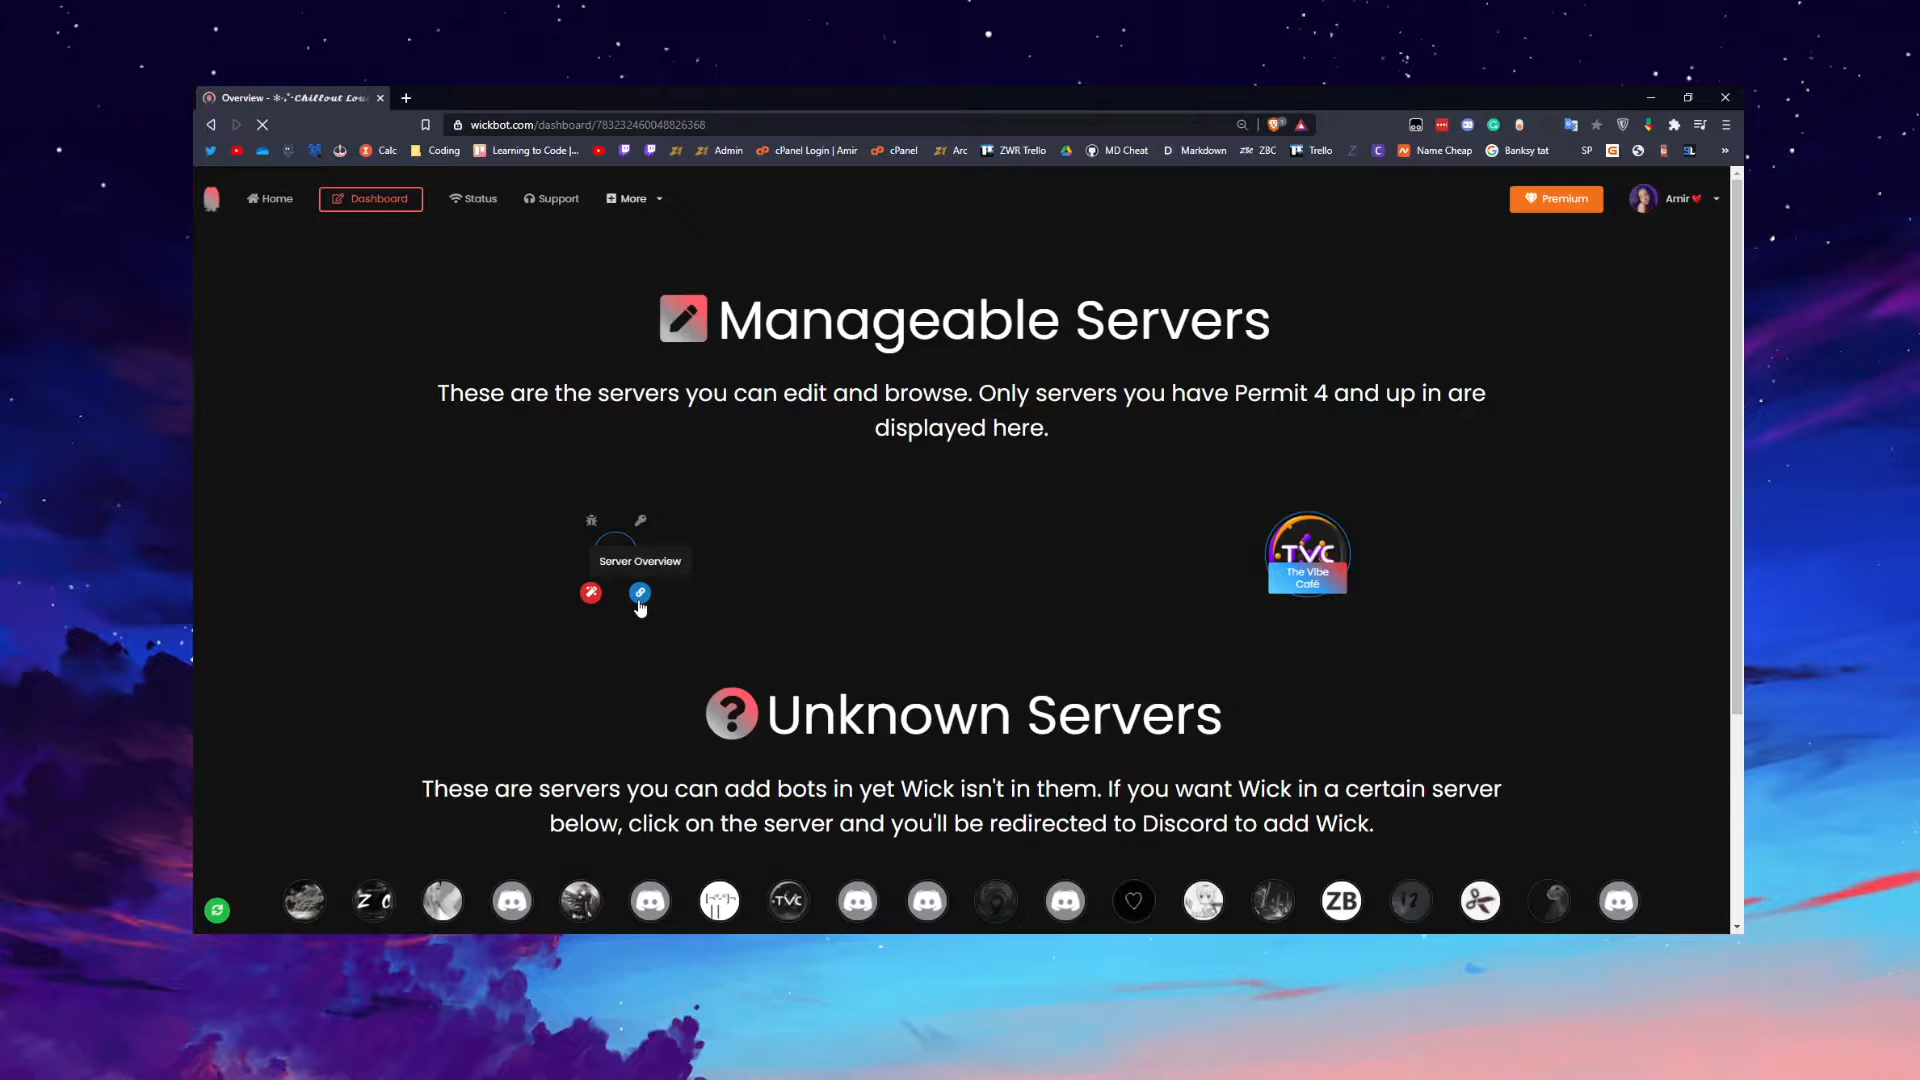 Overview - ✻·.˚· 𝓒𝓱𝓲𝓵𝓵𝓸𝓾𝓽 𝓛𝓸𝓾
wickbot.com/dashboard/783232460048826368
Calc
Coding
Learning to Code |...
Admin
cPanel Login | Amir
cPanel
Arc
ZWR Trello
MD Cheat
Markdown
ZBC
Trello
Name Cheap
Banksy tat
SP
»
Home
Dashboard
Status
Support
More
Premium
Amir❤
Manageable Servers
These are the servers you can edit and browse. Only servers you have Permit 4 and up in are
displayed here.
Server Overview
TVC
The Vibe
Café
Unknown Servers
These are servers you can add bots in yet Wick isn't in them. If you want Wick in a certain server
below, click on the server and you'll be redirected to Discord to add Wick.
Z C
TVC
ZB
12